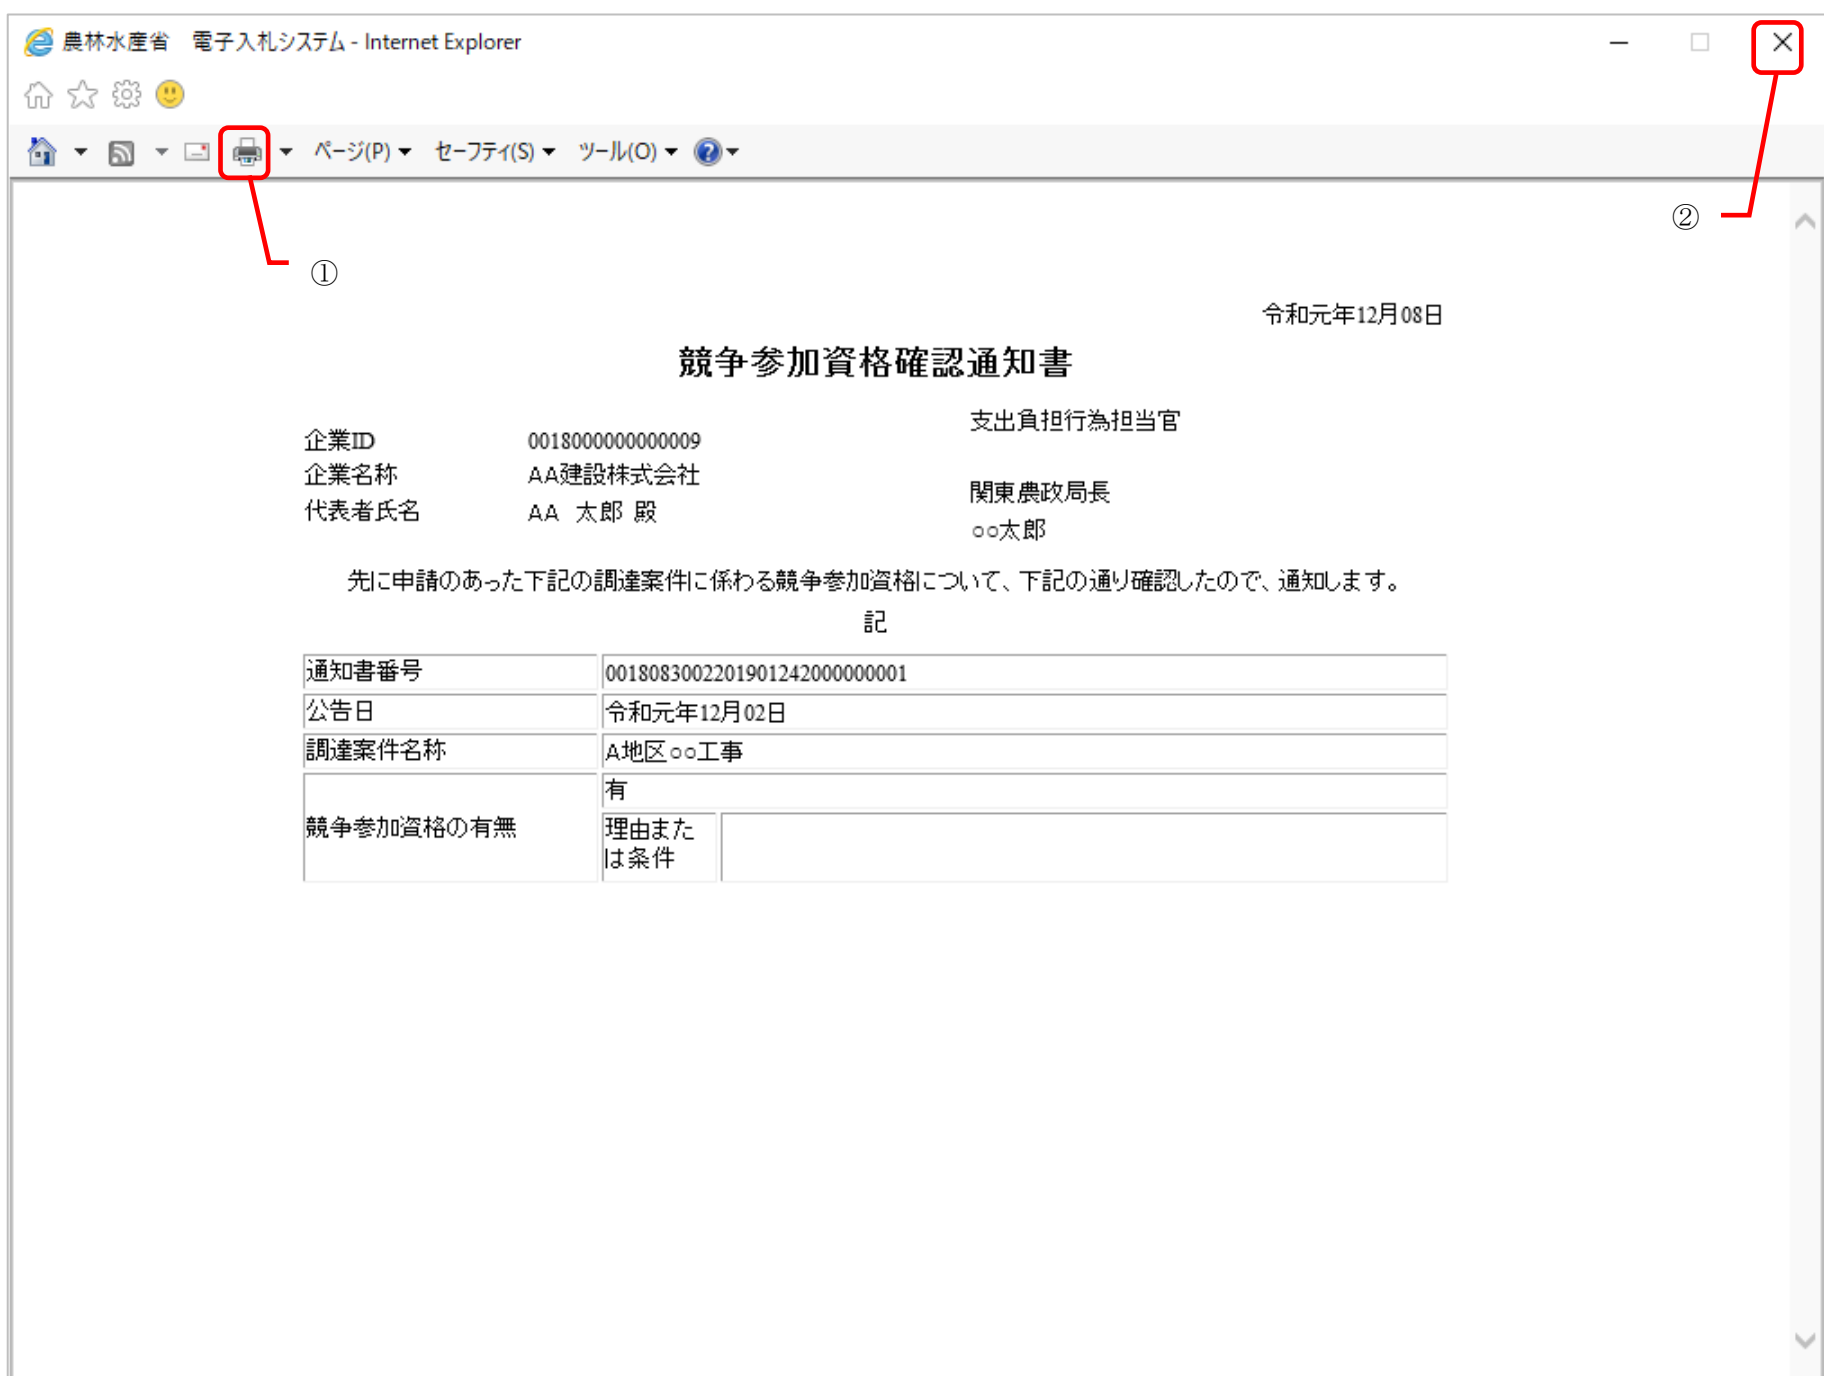 農林水産省　電子入札システム - Internet Explorer
ページ(P) セーフティ(S) ツール(O)
②
①
令和元年12月08日
競争参加資格確認通知書
支出負担行為担当官
企業ID 0018000000000009
企業名称 AA建設株式会社
関東農政局長
代表者氏名 AA　太郎 殿
○○太郎
先に申請のあった下記の調達案件に係わる競争参加資格について、下記の通り確認したので、通知します。
記
通知書番号 00180830022019012420000000001
公告日 令和元年12月02日
調達案件名称 A地区○○工事
有
競争参加資格の有無
理由また
は条件